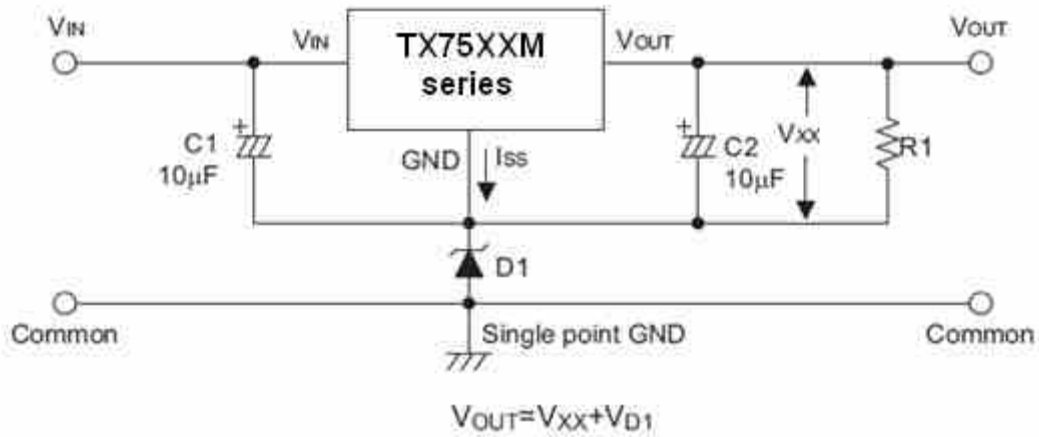 VIN
VIN
TX75XXM
series
VOUT
VOUT
C1
10µF
GND
ISS
C2
10µF
VXX
R1
D1
Common
Single point GND
Common
VOUT=VXX+VD1